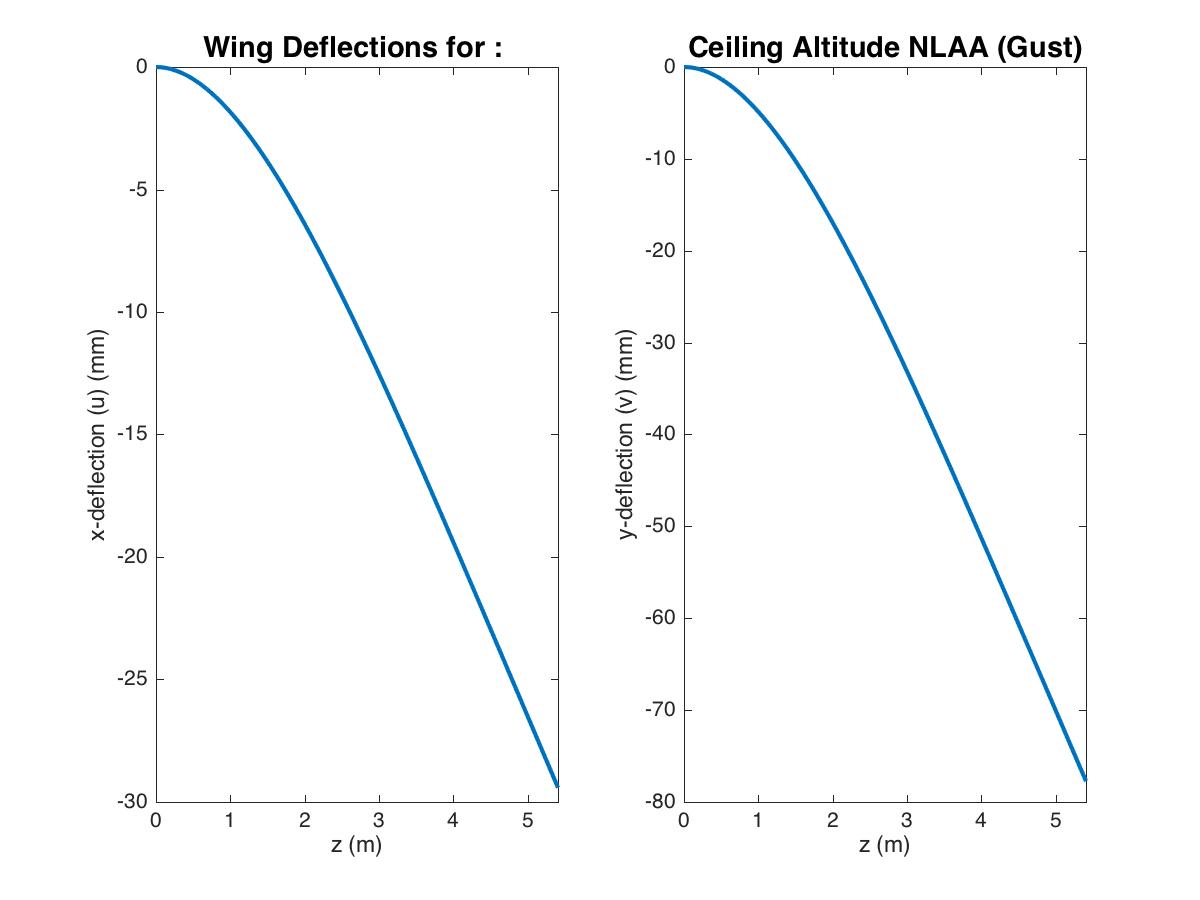 Wing Deflections for :
0
-5
-10
-15
-20
-25
-30
x-deflection (u) (mm)
0 1 2 3 4 5
z (m)
Ceiling Altitude NLAA (Gust)
0
-10
-20
-30
-40
-50
-60
-70
-80
y-deflection (v) (mm)
0 1 2 3 4 5
z (m)